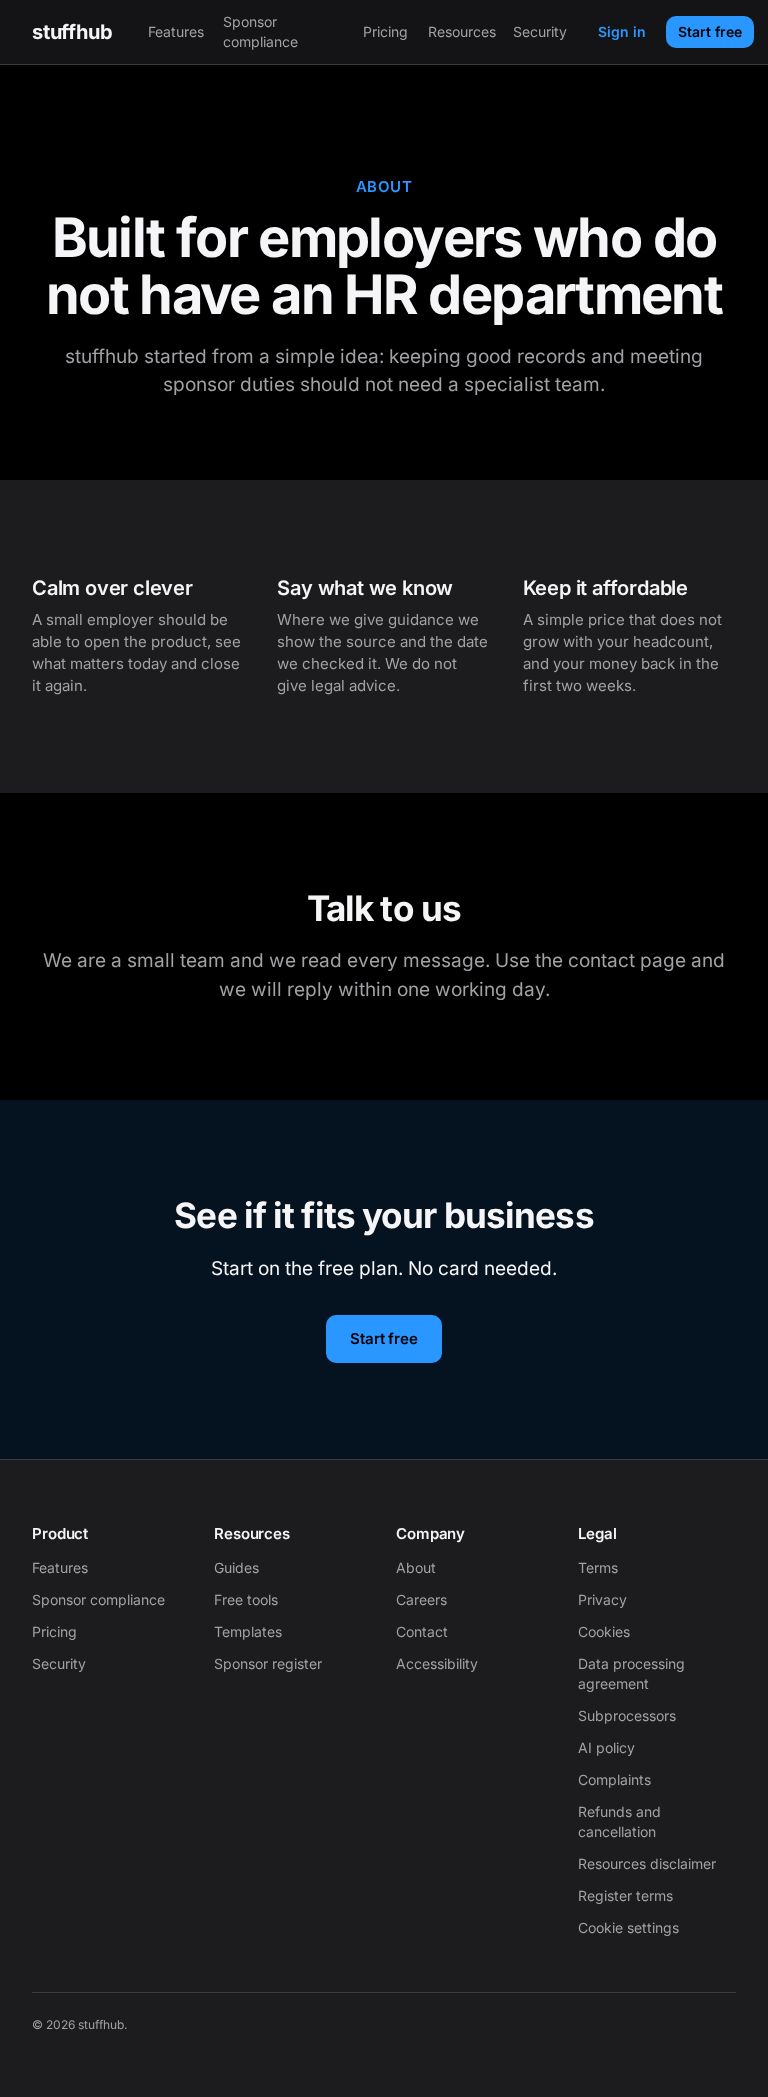 stuffhub
Features
Sponsor
compliance
Pricing
Resources
Security
Sign in
Start free
ABOUT
Built for employers who do
not have an HR department
stuffhub started from a simple idea: keeping good records and meeting
sponsor duties should not need a specialist team.
Calm over clever
A small employer should be
able to open the product, see
what matters today and close
it again.
Say what we know
Where we give guidance we
show the source and the date
we checked it. We do not
give legal advice.
Keep it affordable
A simple price that does not
grow with your headcount,
and your money back in the
first two weeks.
Talk to us
We are a small team and we read every message. Use the contact page and
we will reply within one working day.
See if it fits your business
Start on the free plan. No card needed.
Start free
Product
Features
Sponsor compliance
Pricing
Security
Resources
Guides
Free tools
Templates
Sponsor register
Company
About
Careers
Contact
Accessibility
Legal
Terms
Privacy
Cookies
Data processing
agreement
Subprocessors
AI policy
Complaints
Refunds and
cancellation
Resources disclaimer
Register terms
Cookie settings
© 2026 stuffhub.